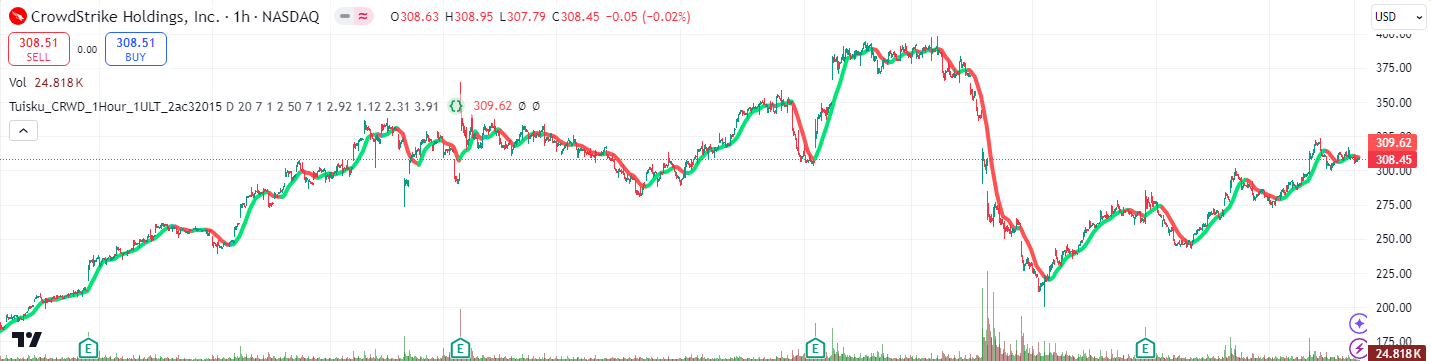 CrowdStrike Holdings, Inc. · 1h · NASDAQ O308.63 H308.95 L307.79 C308.45 −0.05 (−0.02%)
USD
308.51 SELL
0.00
308.51 BUY
Vol 24.818K
Tuisku_CRWD_1Hour_1ULT_2ac32015 D 20 7 1 2 50 7 1 2.92 1.12 2.31 3.91 {} 309.62 Ø Ø
400.00
375.00
350.00
325.00
309.62
308.45
300.00
275.00
250.00
225.00
200.00
175.00
24.818K
E E E E